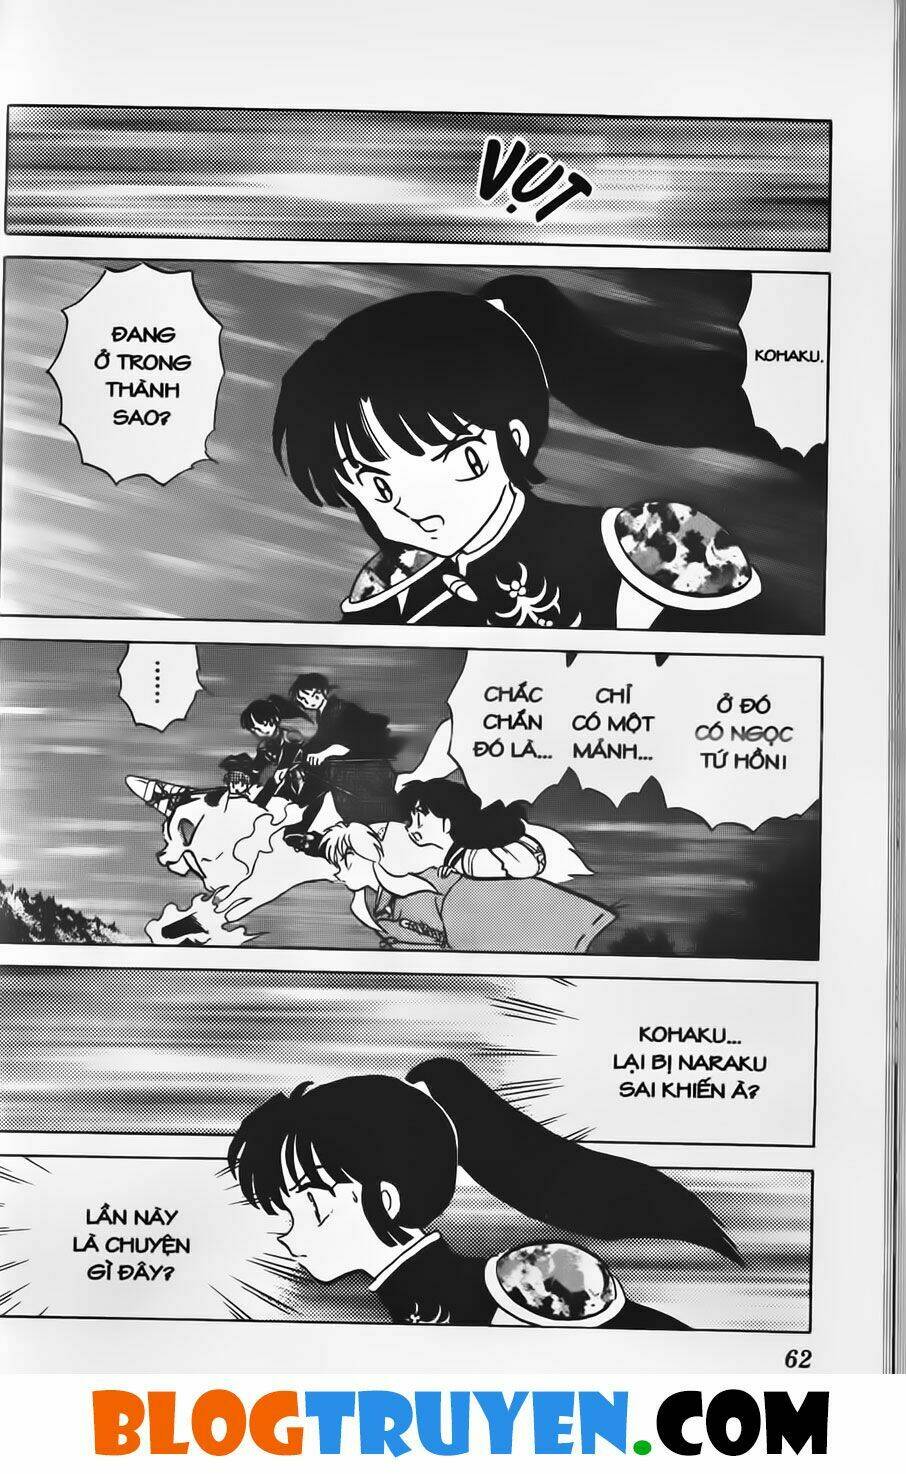 VỤT
KOHAKU.
ĐANG
Ở TRONG
THÀNH
SAO?
Ở ĐÓ
CÓ NGỌC
TỨ HỒN!
CHỈ
CÓ MỘT
MẢNH...
CHẮC
CHẮN
ĐÓ LÀ...
......
KOHAKU...
LẠI BỊ NARAKU
SAI KHIẾN À?
LẦN NÀY
LÀ CHUYỆN
GÌ ĐÂY?
62
BLOGTRUYEN.COM